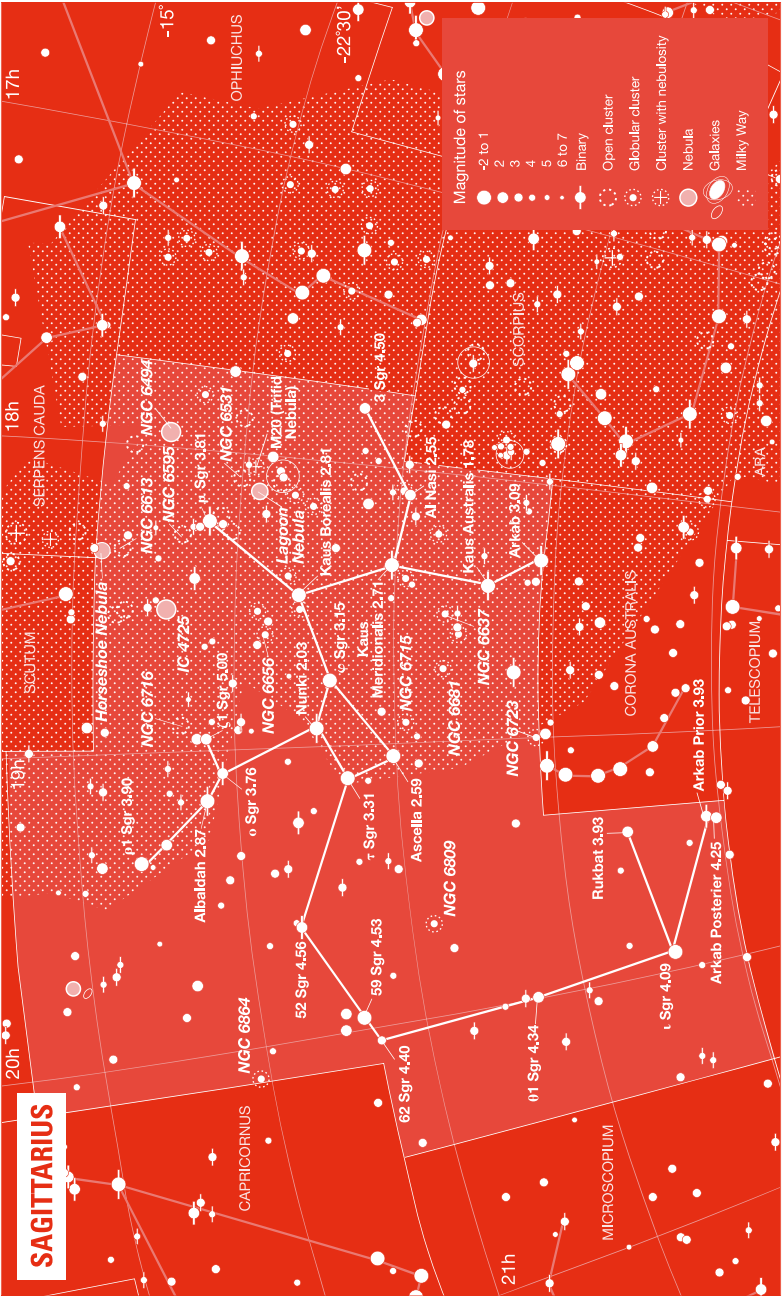 SAGITTARIUS
17h
18h
19h
20h
21h
-15°
-22°30'
OPHIUCHUS
SERPENS CAUDA
SCUTUM
SCORPIUS
ARA
CORONA AUSTRALIS
TELESCOPIUM
MICROSCOPIUM
CAPRICORNUS
Magnitude of stars
-2 to 1
2
3
4
5
6 to 7
Binary
Open cluster
Globular cluster
Cluster with nebulosity
Nebula
Galaxies
Milky Way
Horseshoe Nebula
NGC 6613
NGC 6595
NGC 6494
μ Sgr 3.81
NGC 6531
M20 (Trifid
Nebula)
Lagoon
Nebula
3 Sgr 4.50
Kaus Borealis 2.81
Al Nasl 2.55
Kaus Australis 1.78
Arkab 3.09
NGC 6716
IC 4725
ξ1 Sgr 5.00
NGC 6656
Nunki 2.03
φ Sgr 3.15
Kaus
Meridionalis 2.71
NGC 6715
NGC 6637
NGC 6681
NGC 6723
ρ1 Sgr 3.90
Albaldah 2.87
ο Sgr 3.76
τ Sgr 3.31
Ascella 2.59
NGC 6809
52 Sgr 4.56
59 Sgr 4.53
62 Sgr 4.40
NGC 6864
θ1 Sgr 4.34
ι Sgr 4.09
Rukbat 3.93
Arkab Prior 3.93
Arkab Posterier 4.25